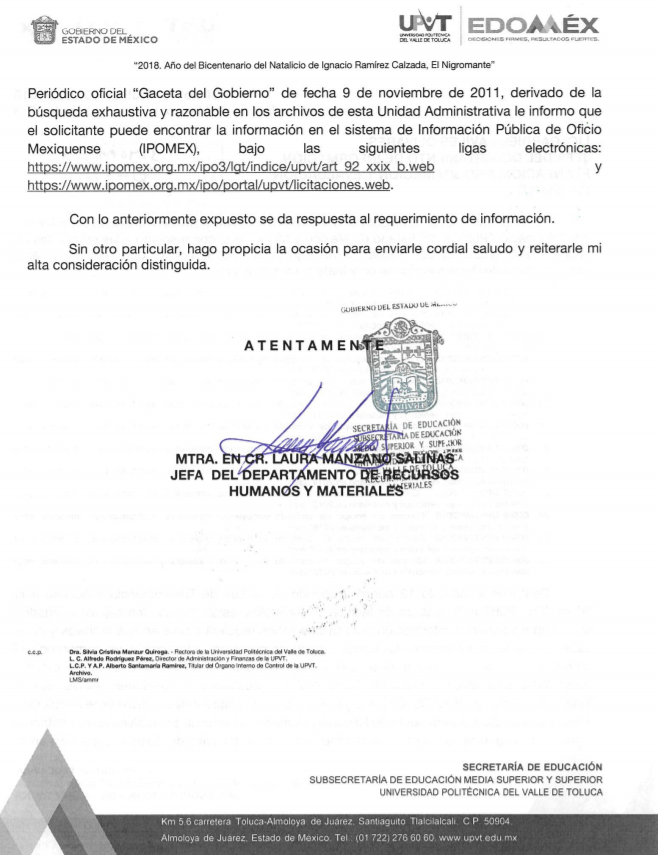 GOBIERNO DEL
ESTADO DE MÉXICO
UPVT
UNIVERSIDAD POLITÉCNICA
DEL VALLE DE TOLUCA
EDOMÉX
DECISIONES FIRMES, RESULTADOS FUERTES.
"2018. Año del Bicentenario del Natalicio de Ignacio Ramírez Calzada, El Nigromante"
Periódico oficial "Gaceta del Gobierno" de fecha 9 de noviembre de 2011, derivado de la
búsqueda exhaustiva y razonable en los archivos de esta Unidad Administrativa le informo que
el solicitante puede encontrar la información en el sistema de Información Pública de Oficio
Mexiquense (IPOMEX), bajo las siguientes ligas electrónicas:
https://www.ipomex.org.mx/ipo3/lgt/indice/upvt/art_92_xxix_b.web y
https://www.ipomex.org.mx/ipo/portal/upvt/licitaciones.web.
Con lo anteriormente expuesto se da respuesta al requerimiento de información.
Sin otro particular, hago propicia la ocasión para enviarle cordial saludo y reiterarle mi
alta consideración distinguida.
GOBIERNO DEL ESTADO DE
ATENTAMENTE
SECRETARÍA DE EDUCACIÓN
SUBSECRETARÍA DE EDUCACIÓN
MEDIA SUPERIOR Y SUPERIOR
MTRA. EN CR. LAURA MANZANO SALINAS
VALLE DE TOLUCA
JEFA DEL DEPARTAMENTO DE RECURSOS
HUMANOS Y MATERIALES
MATERIALES
c.c.p. Dra. Silvia Cristina Manzur Quiroga. - Rectora de la Universidad Politécnica del Valle de Toluca.
L. C. Alfredo Rodríguez Pérez, Director de Administración y Finanzas de la UPVT.
L.C.P. Y A.P. Alberto Santamaría Ramírez, Titular del Órgano Interno de Control de la UPVT.
Archivo.
LMS/ammr
SECRETARÍA DE EDUCACIÓN
SUBSECRETARÍA DE EDUCACIÓN MEDIA SUPERIOR Y SUPERIOR
UNIVERSIDAD POLITÉCNICA DEL VALLE DE TOLUCA
Km 5.6 carretera Toluca-Almoloya de Juárez. Santiaguito Tlalcilalcali. C.P. 50904.
Almoloya de Juárez, Estado de México. Tel.: (01 722) 276 60 60. www.upvt.edu.mx